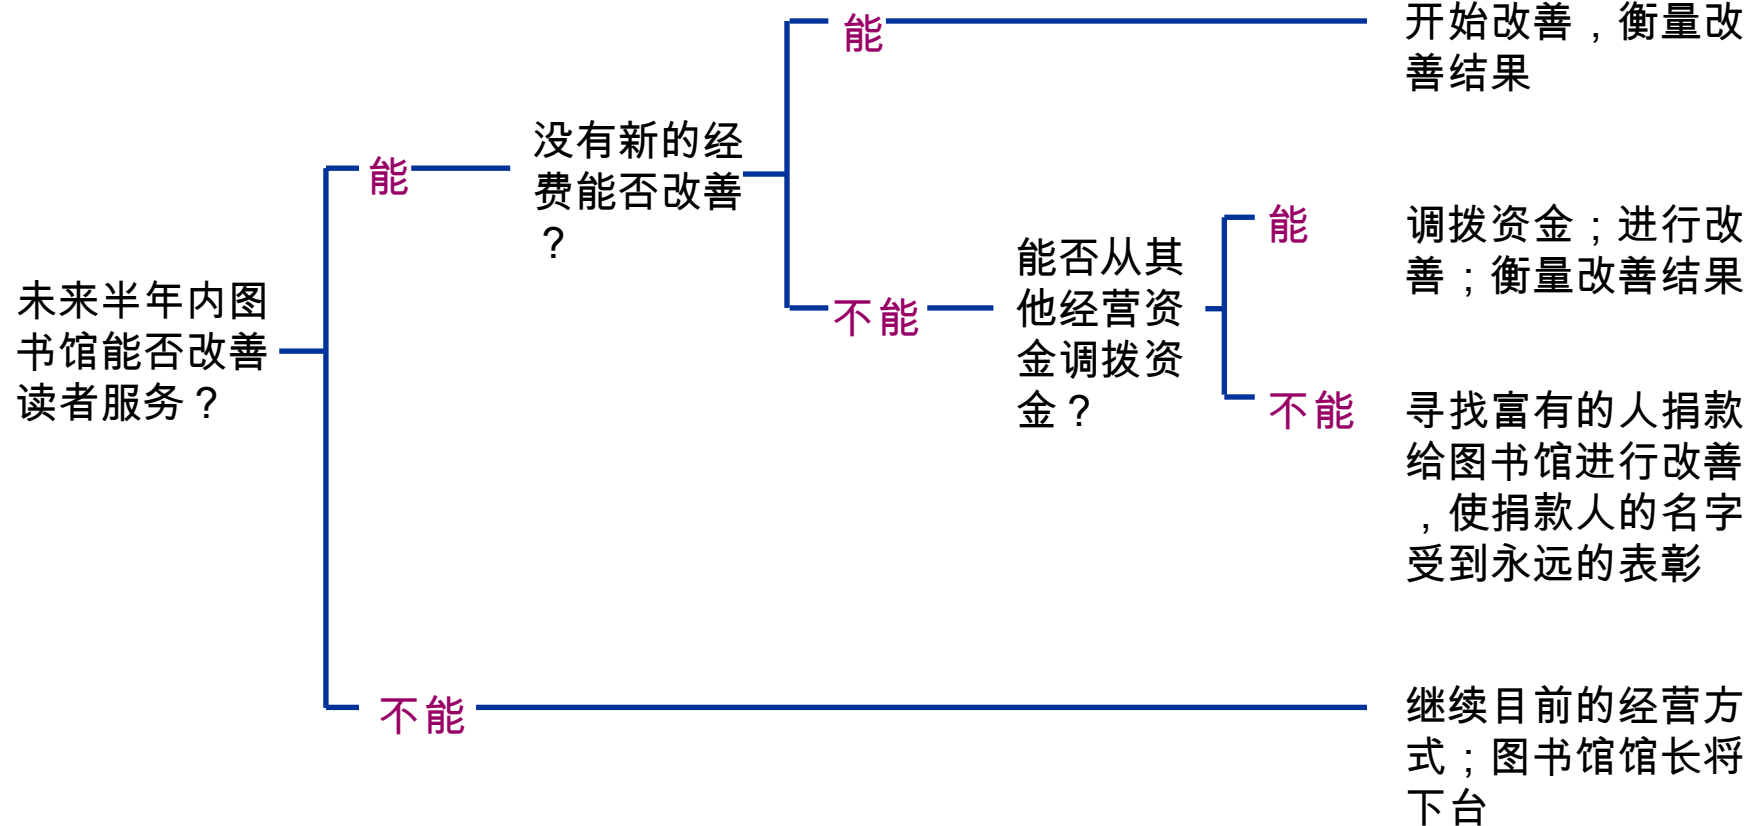 未来半年内图
书馆能否改善
读者服务？
能
没有新的经
费能否改善
？
能
开始改善，衡量改
善结果
不能
能否从其
他经营资
金调拨资
金？
能
调拨资金；进行改
善；衡量改善结果
不能
寻找富有的人捐款
给图书馆进行改善
，使捐款人的名字
受到永远的表彰
不能
继续目前的经营方
式；图书馆馆长将
下台